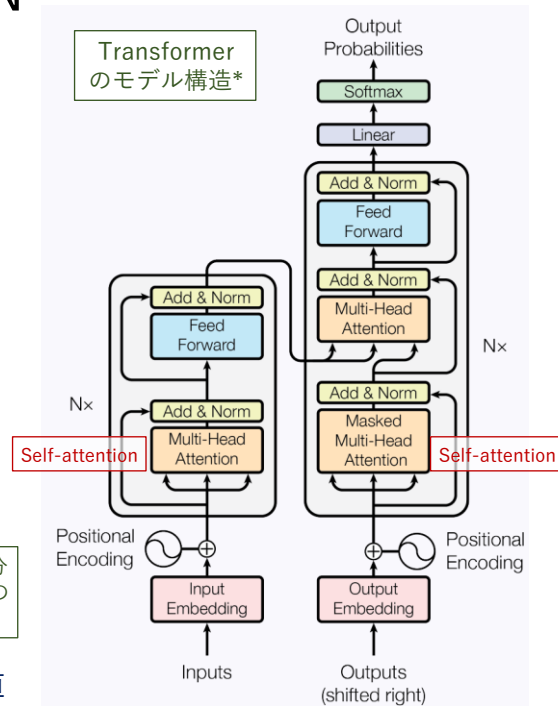 N
Transformer
のモデル構造*
Output
Probabilities
Softmax
Linear
Add & Norm
Feed
Forward
Add & Norm
Multi-Head
Attention
N×
Add & Norm
Masked
Multi-Head
Attention
Self-attention
Add & Norm
Feed
Forward
N×
Add & Norm
Multi-Head
Attention
Self-attention
Positional
Encoding
Positional
Encoding
分
つ
Input
Embedding
Output
Embedding
Inputs
Outputs
(shifted right)